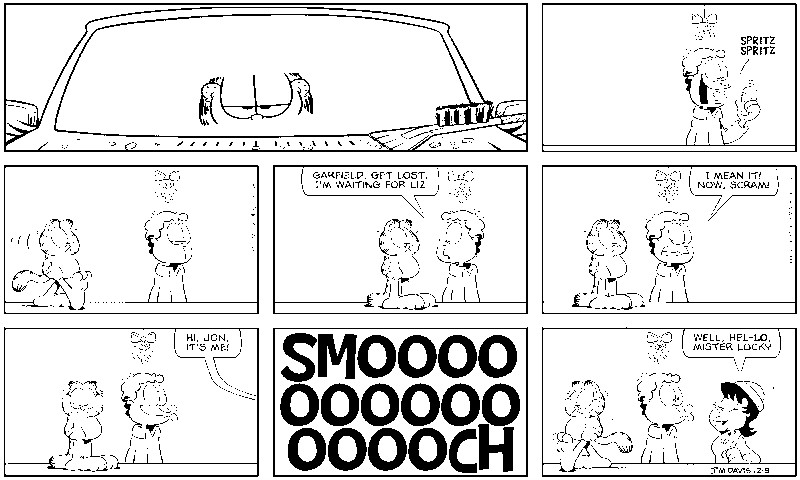 SPRITZ
SPRITZ
GARFIELD, GET LOST.
I'M WAITING FOR LIZ
I MEAN IT!
NOW, SCRAM!
HI, JON,
IT'S ME!
SMOOOO
OOOOOO
OOOOCH
WELL, HEL-LO,
MISTER LUCKY
JIM DAVIS 2-9